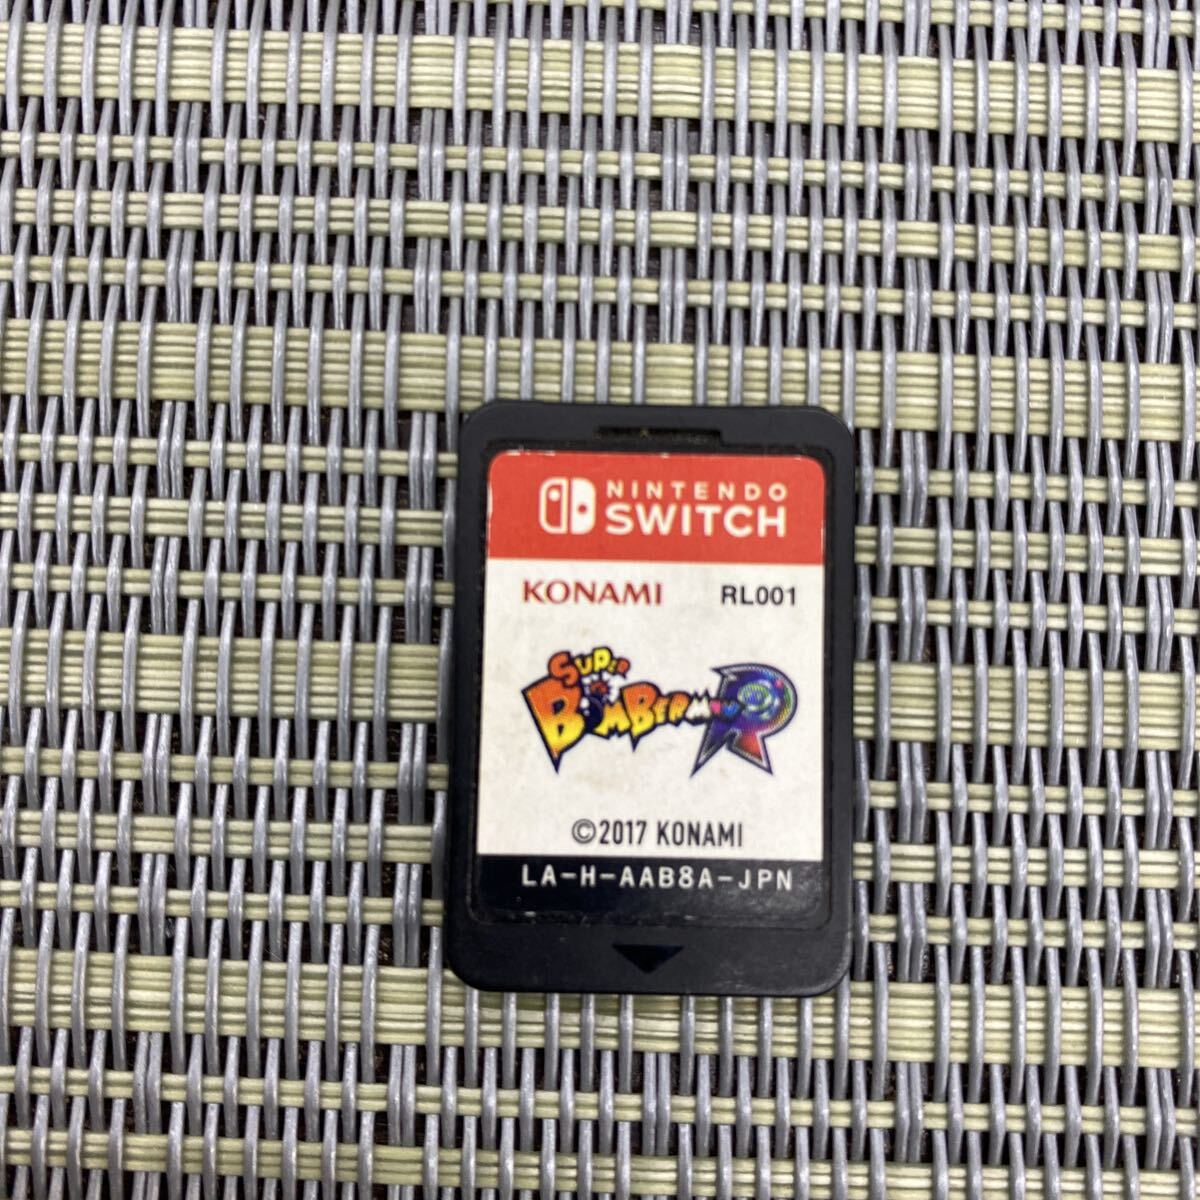 NINTENDO
SWITCH
KONAMI RL001
SUPER
BOMBERMAN R
©2017 KONAMI
LA-H-AAB8A-JPN